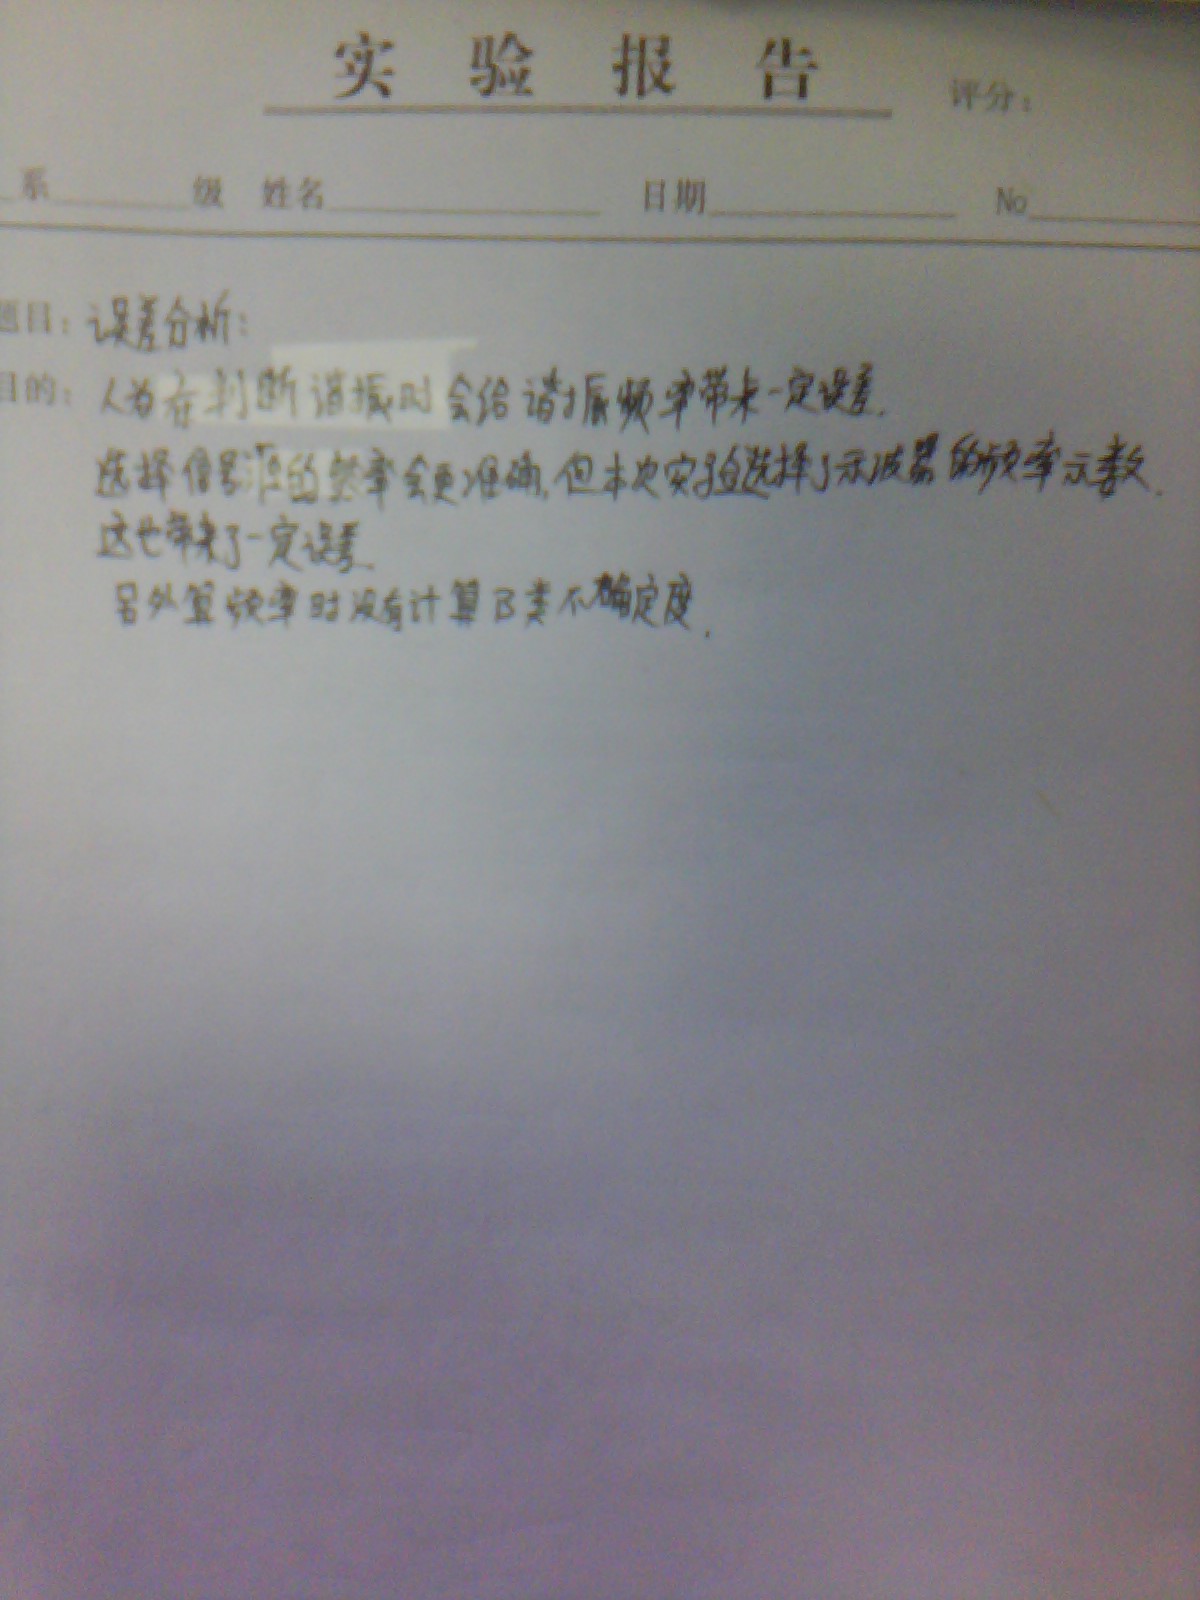 实验报告
评分:
系 级 姓名 日期 No
题目: 误差分析:
目的: 人为在判断谐振时会给谐振频率带来一定误差.
选择信号源的频率会更准确,但本次实验选择了示波器的频率示数.
这也带来了一定误差.
另外算频率时没有计算B类不确定度.